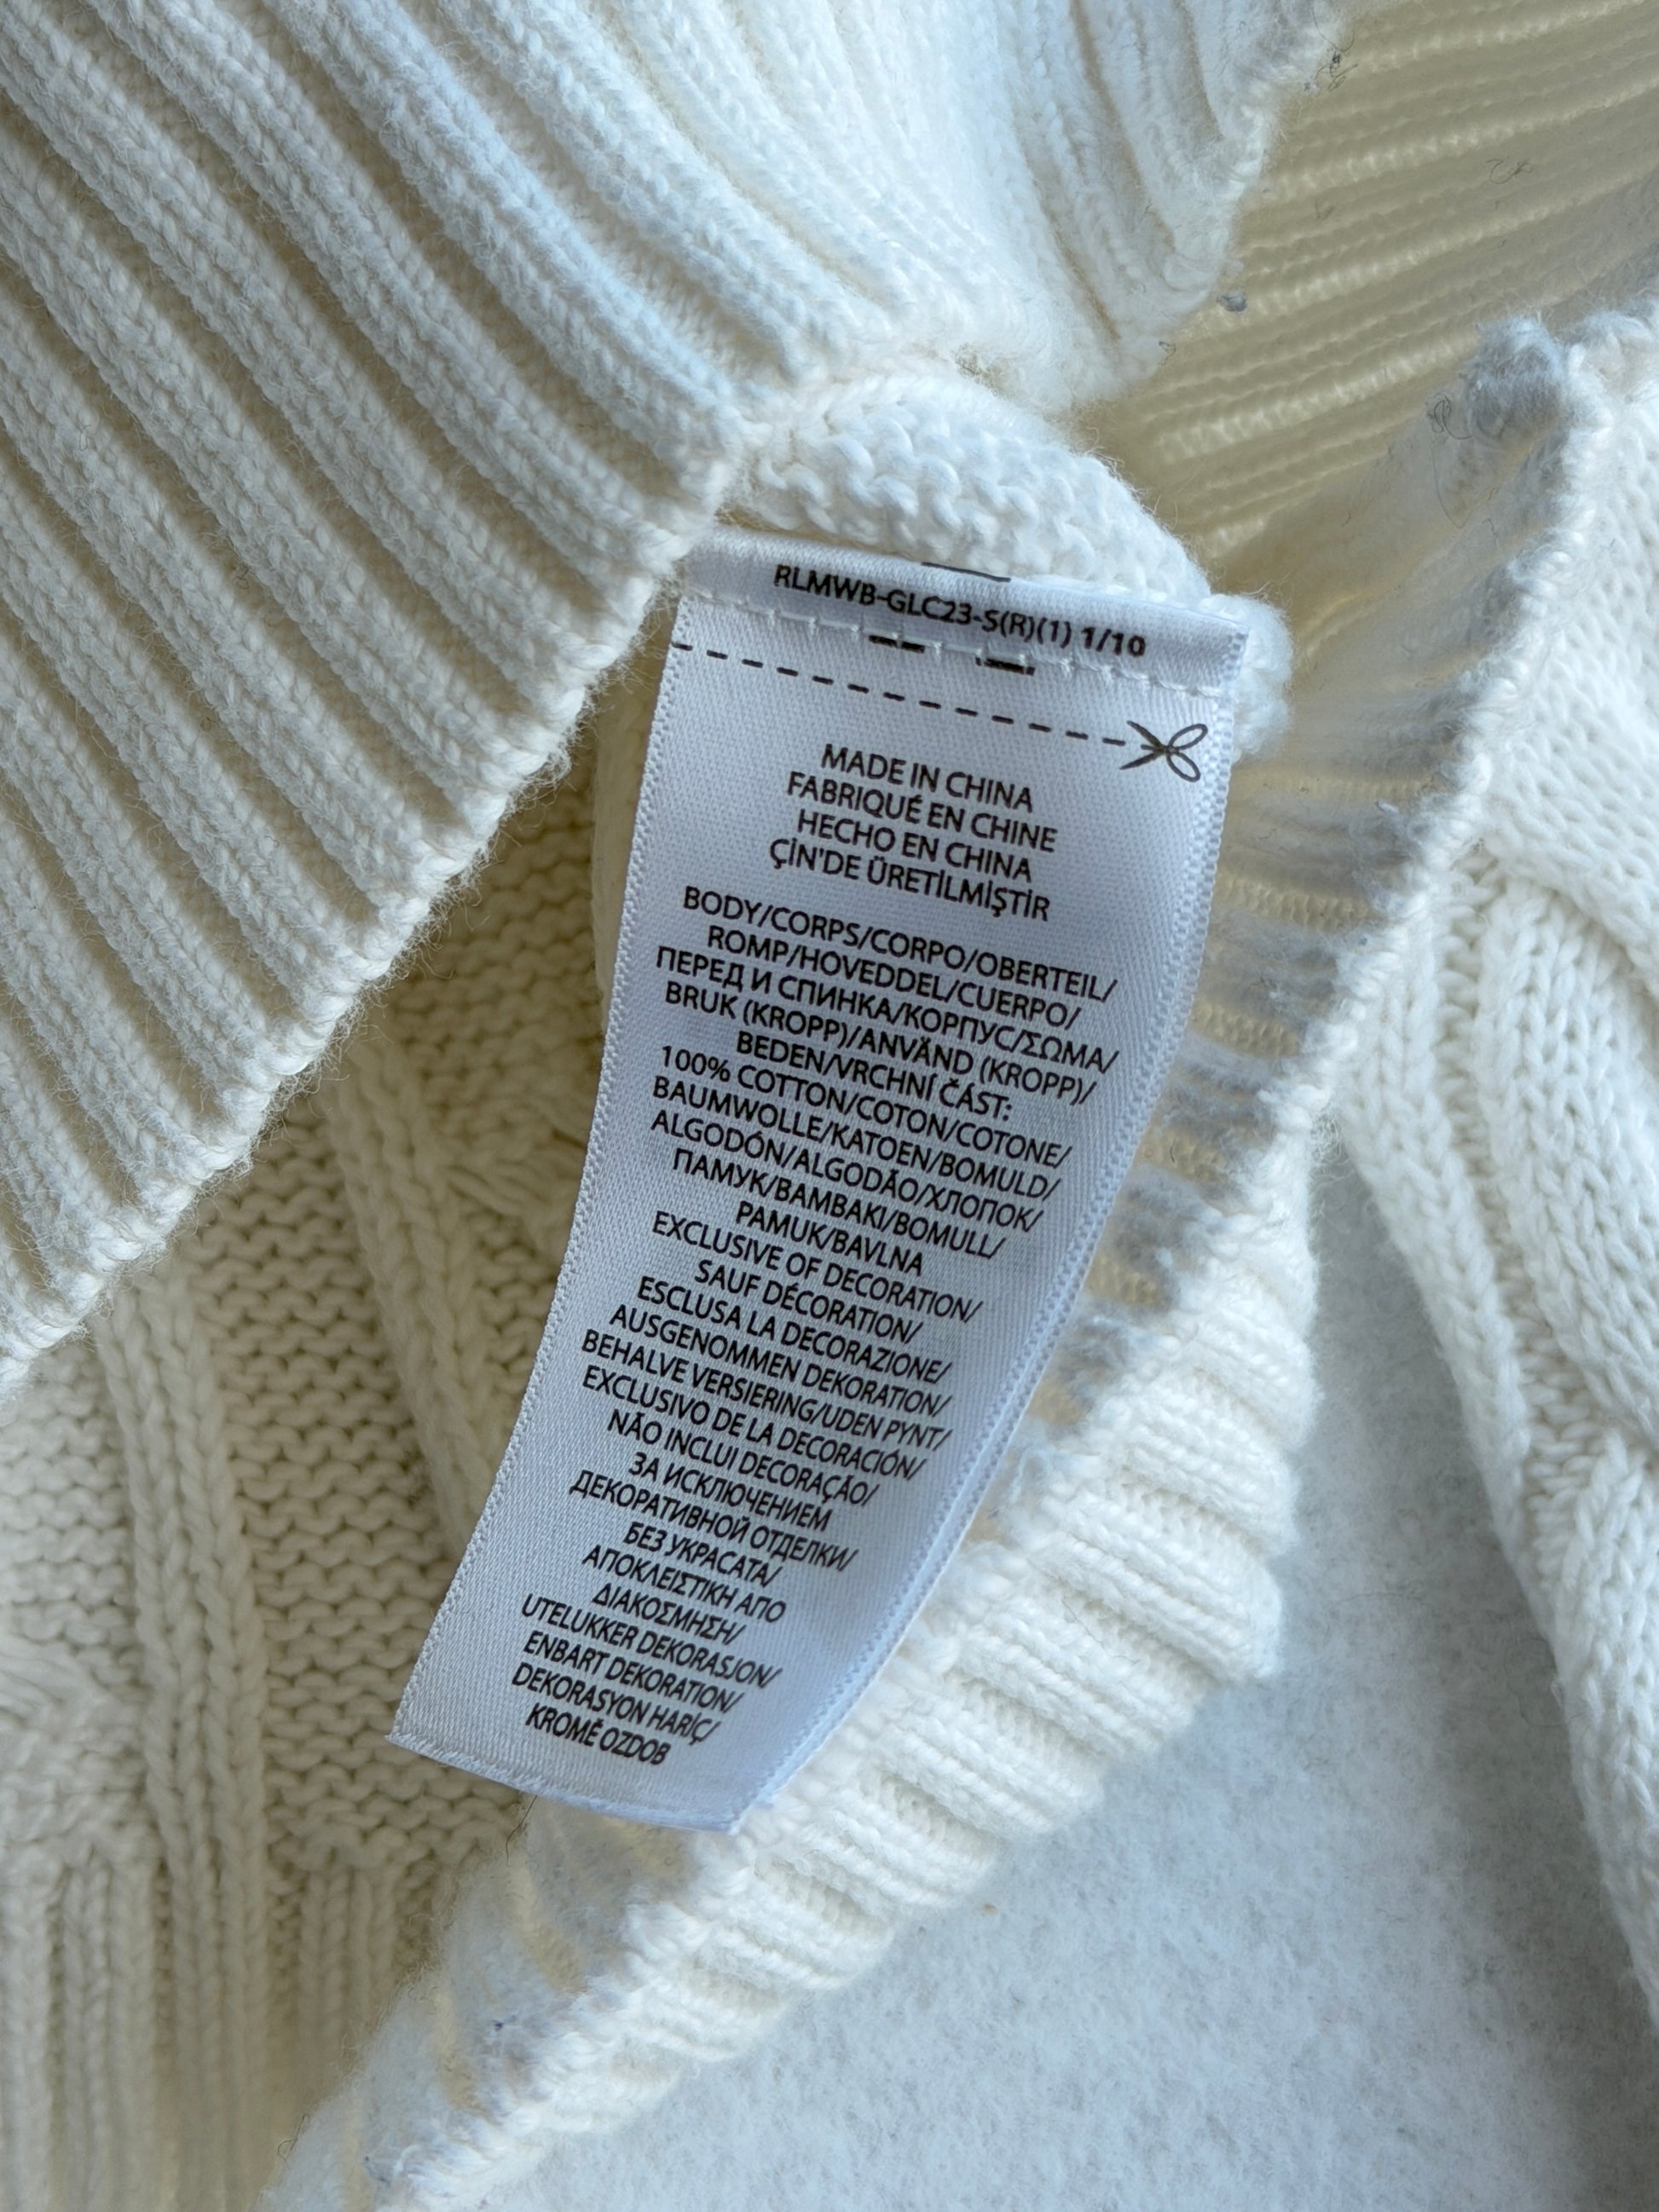 RLMWB-GLC23-S(R)(1) 1/10
MADE IN CHINA
FABRIQUÉ EN CHINE
HECHO EN CHINA
ÇİN'DE ÜRETİLMİŞTİR
BODY/CORPS/CORPO/OBERTEIL/
ROMP/HOVEDDEL/CUERPO/
ПЕРЕД И СПИНКА/КОРПУС/ΣΩΜΑ/
BRUK (KROPP)/ANVÄND (KROPP)/
BEDEN/VRCHNÍ ČÁST:
100% COTTON/COTON/COTONE/
BAUMWOLLE/KATOEN/BOMULD/
ALGODÓN/ALGODÃO/ХЛОПОК/
ПАМУК/ΒΑΜΒΑΚΙ/BOMULL/
PAMUK/BAVLNA
EXCLUSIVE OF DECORATION/
SAUF DÉCORATION/
ESCLUSA LA DECORAZIONE/
AUSGENOMMEN DEKORATION/
BEHALVE VERSIERING/UDEN PYNT/
EXCLUSIVO DE LA DECORACIÓN/
NÃO INCLUI DECORAÇÃO/
ЗА ИСКЛЮЧЕНИЕМ
ДЕКОРАТИВНОЙ ОТДЕЛКИ/
БЕЗ УКРАСАТА/
ΑΠΟΚΛΕΙΣΤΙΚΗ ΑΠΟ
ΔΙΑΚΟΣΜΗΣΗ/
UTELUKKER DEKORASJON/
ENBART DEKORATION/
DEKORASYON HARİÇ/
KROMĚ OZDOB